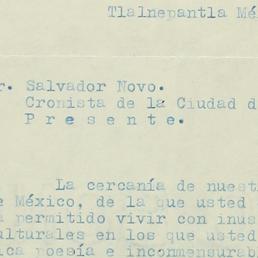 Tlalnepantla Mé
r. Salvador Novo.
Cronista de la Ciudad d
P r e s e n t e.
La cercanía de nuest
e México, de la que usted
a permitido vivir con inus
ulturales en los que usted
ica poesía e inconmensurab